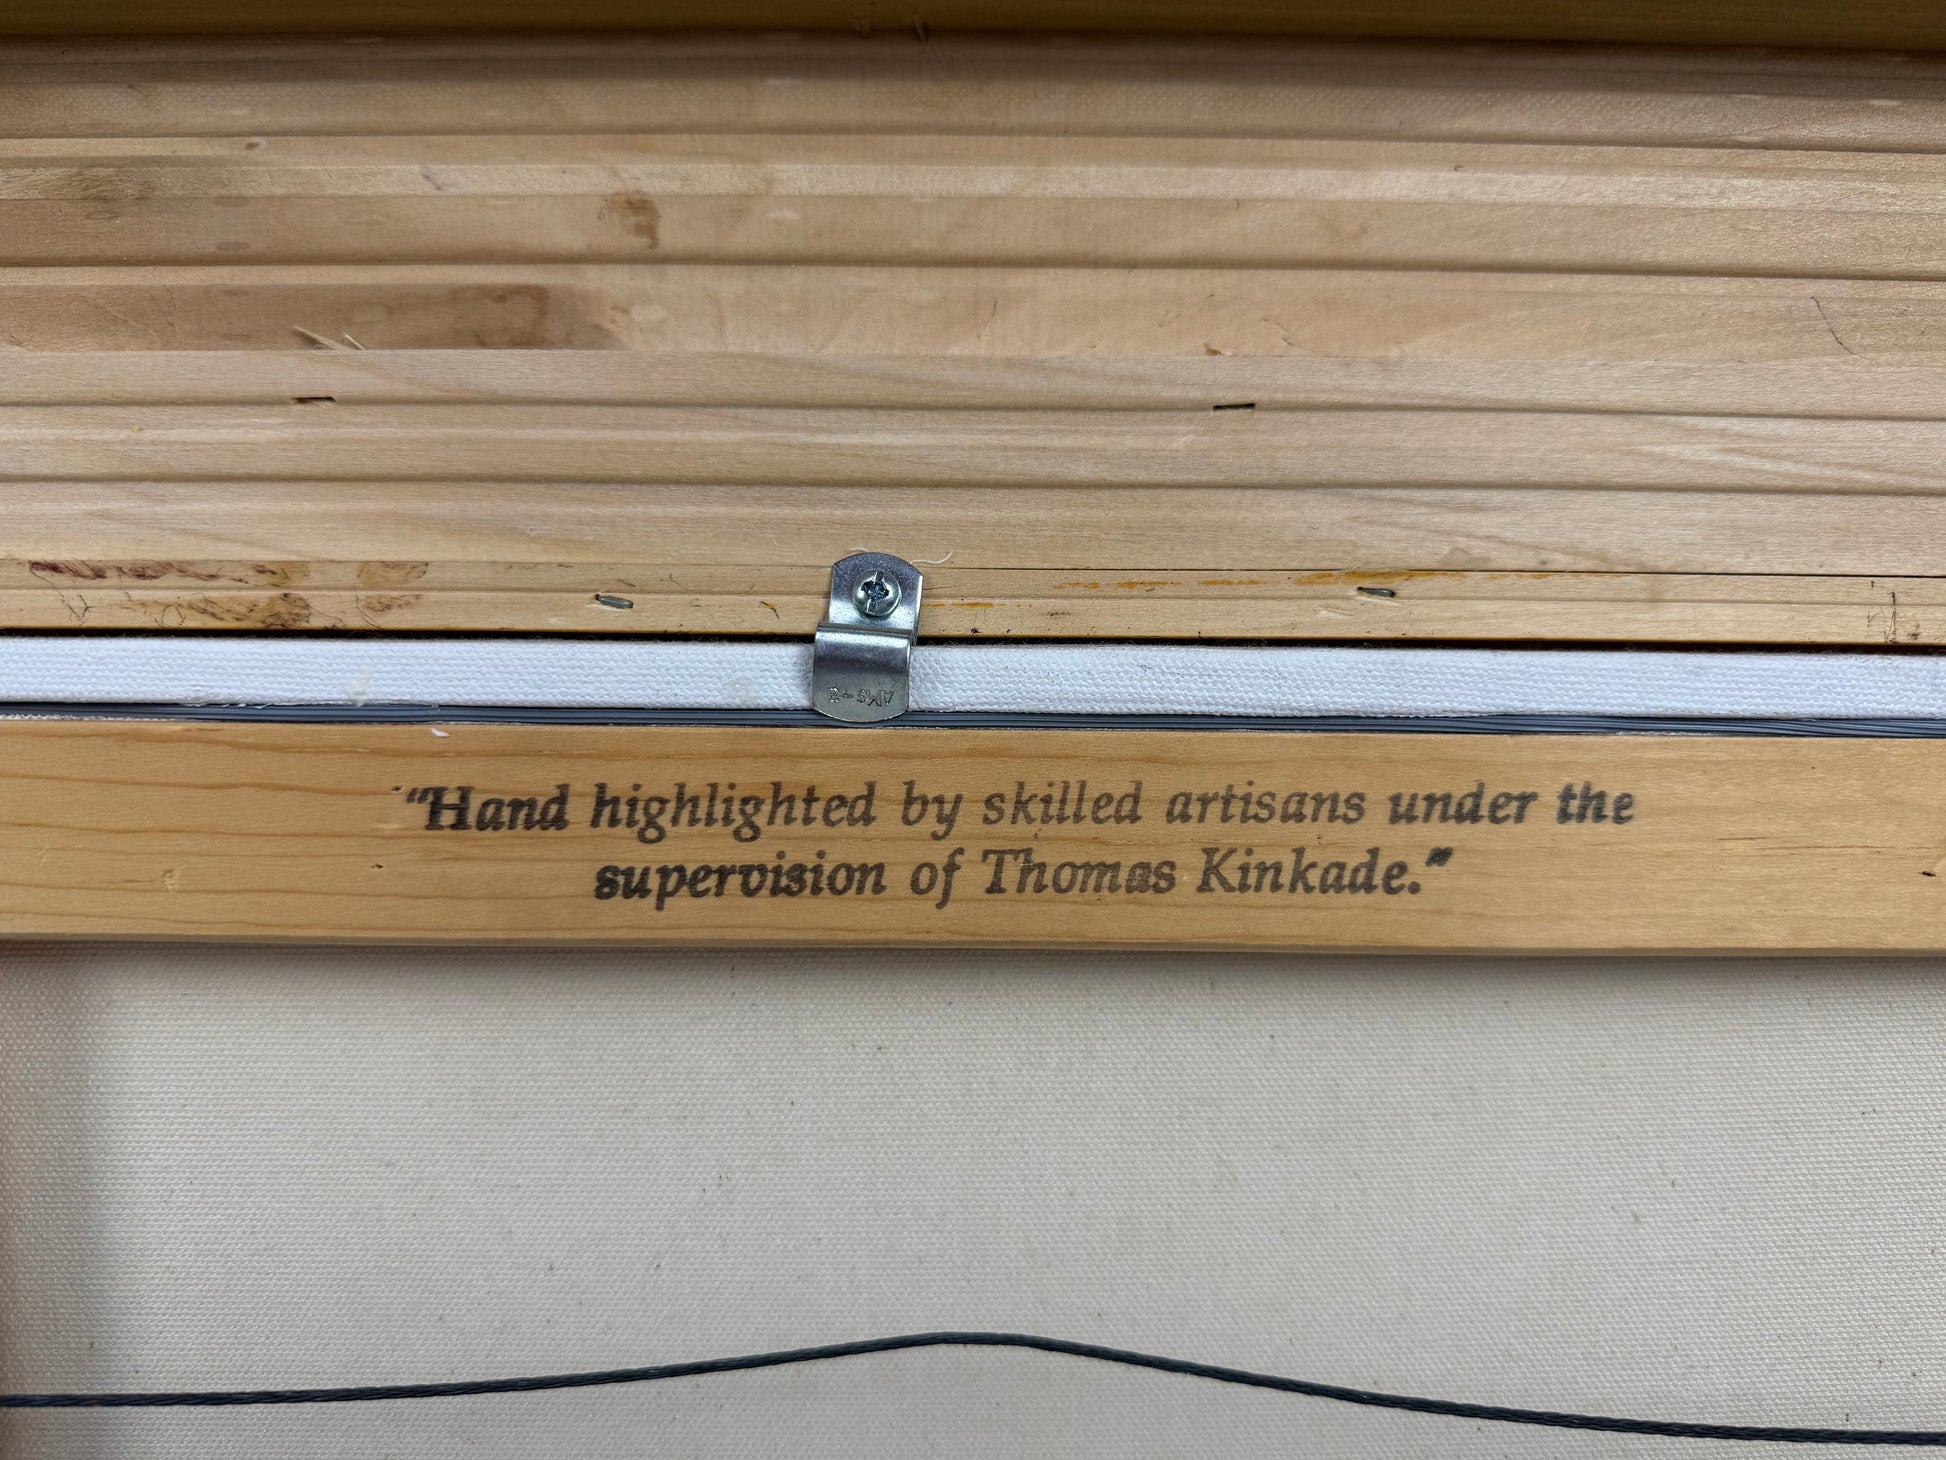 "Hand highlighted by skilled artisans under the
supervision of Thomas Kinkade."